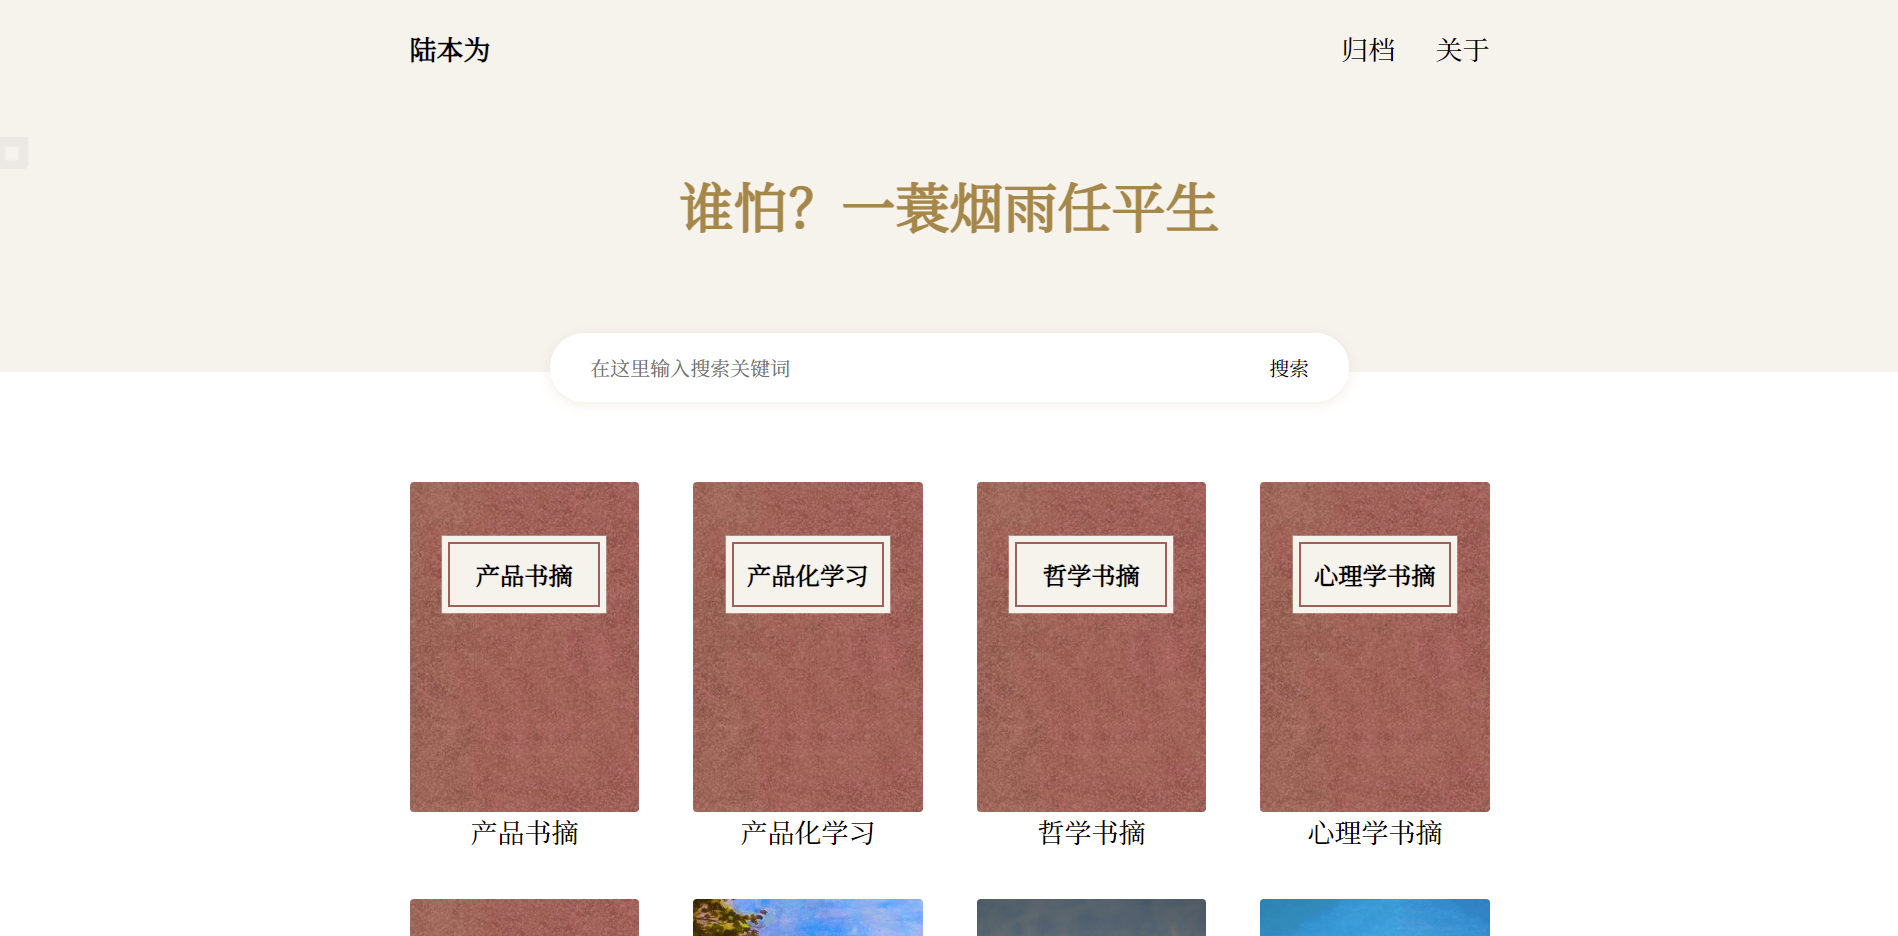 陆本为
归档
关于
谁怕？一蓑烟雨任平生
在这里输入搜索关键词
搜索
产品书摘
产品化学习
哲学书摘
心理学书摘
产品书摘
产品化学习
哲学书摘
心理学书摘